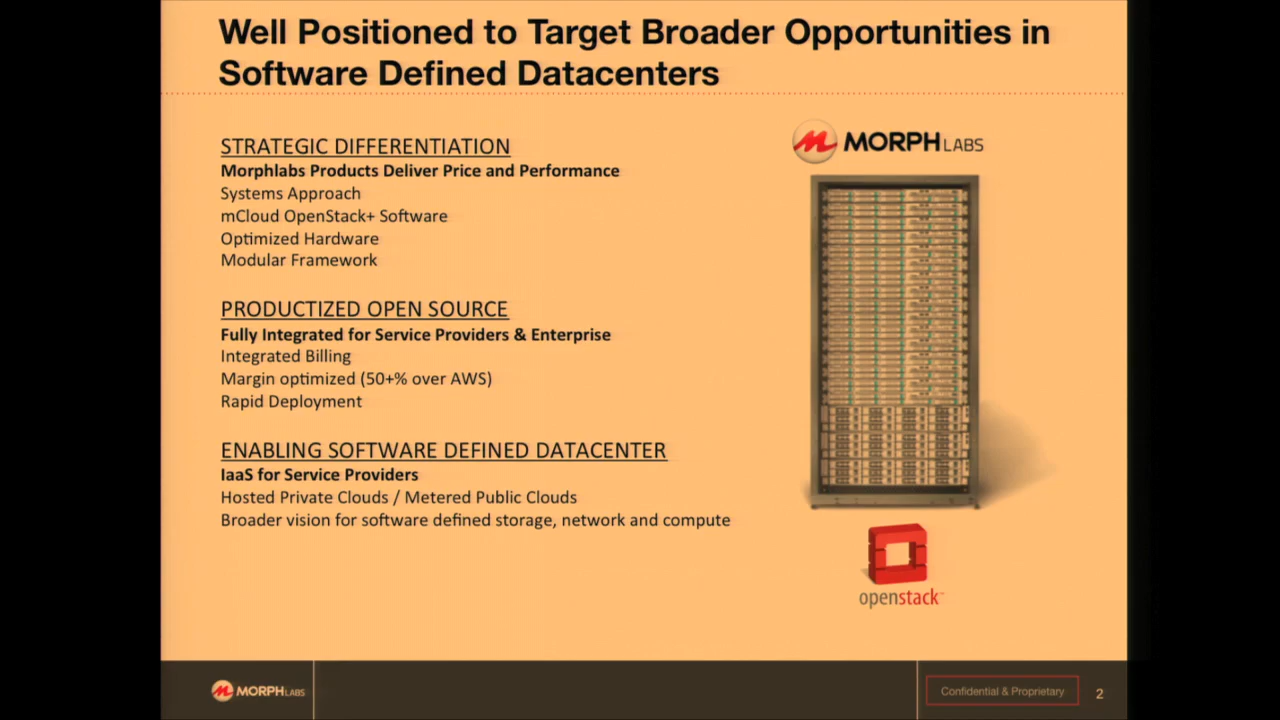 Well Positioned to Target Broader Opportunities in
Software Defined Datacenters
STRATEGIC DIFFERENTIATION
Morphlabs Products Deliver Price and Performance
Systems Approach
mCloud OpenStack+ Software
Optimized Hardware
Modular Framework
PRODUCTIZED OPEN SOURCE
Fully Integrated for Service Providers & Enterprise
Integrated Billing
Margin optimized (50+% over AWS)
Rapid Deployment
ENABLING SOFTWARE DEFINED DATACENTER
IaaS for Service Providers
Hosted Private Clouds / Metered Public Clouds
Broader vision for software defined storage, network and compute
MORPHLABS
openstack™
MORPHLABS
Confidential & Proprietary
2